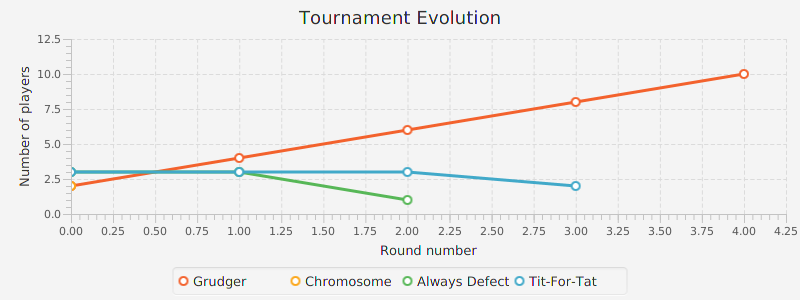 Tournament Evolution
Number of players
12.5
10.0
7.5
5.0
2.5
0.0
0.00 0.25 0.50 0.75 1.00 1.25 1.50 1.75 2.00 2.25 2.50 2.75 3.00 3.25 3.50 3.75 4.00 4.25
Round number
Grudger Chromosome Always Defect Tit-For-Tat